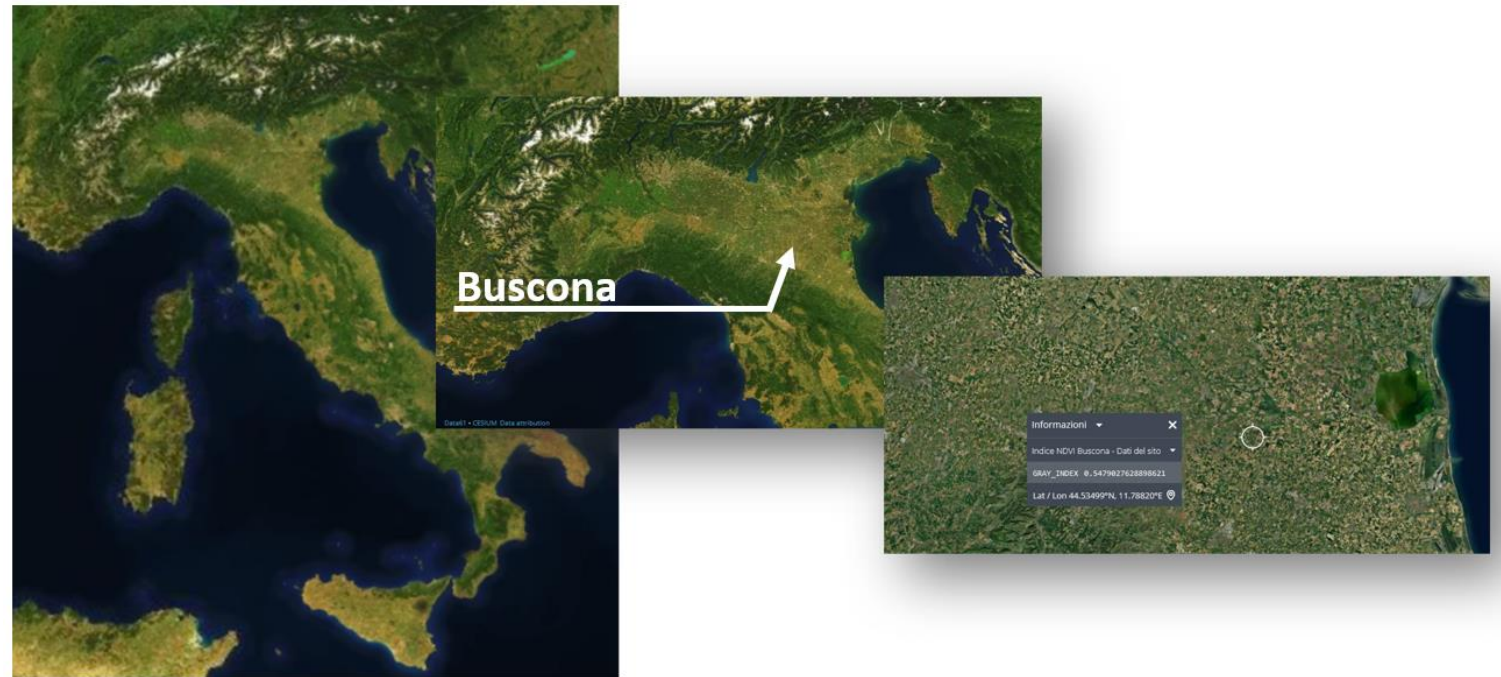 Buscona
Data61 • CESIUM Data attribution
Informazioni
Indice NDVI Buscona - Dati del sito
GRAY_INDEX 0.5479027628898621
Lat / Lon 44.53499°N, 11.78820°E